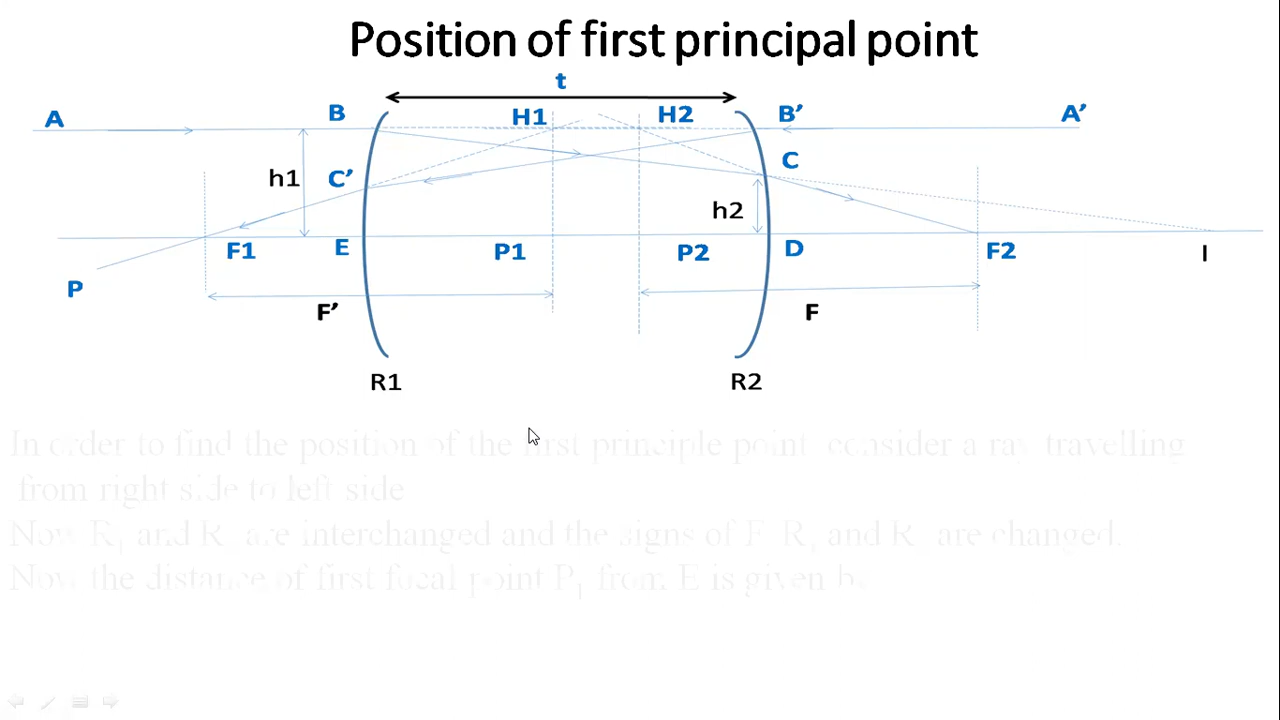 Position of first principal point
t
A B H1 H2 B’ A’
h1 C’ C
h2
F1 E P1 P2 D F2 I
P
F’ F
R1 R2
In order to find the position of the first principle point consider a ray travelling
from right side to left side
Now R1 and R are interchanged and the signs of F R1 and R are changed.
Now the distance of first focal point P1 from E is given by